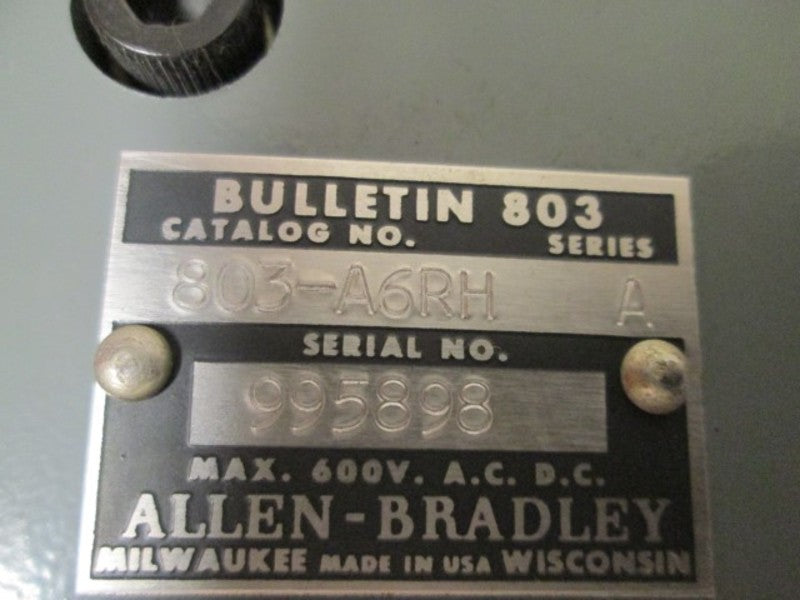 BULLETIN 803
CATALOG NO. SERIES
803-A6RH A
SERIAL NO.
995898
MAX. 600V. A.C. D.C.
ALLEN-BRADLEY
MILWAUKEE MADE IN USA WISCONSIN